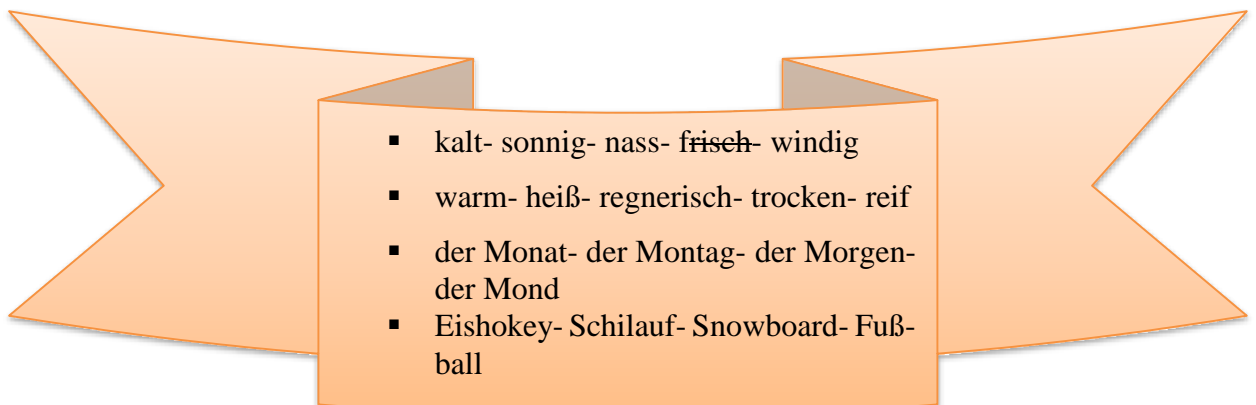 ▪ kalt- sonnig- nass- frisch- windig
▪ warm- heiß- regnerisch- trocken- reif
▪ der Monat- der Montag- der Morgen-
der Mond
▪ Eishokey- Schilauf- Snowboard- Fuß-
ball